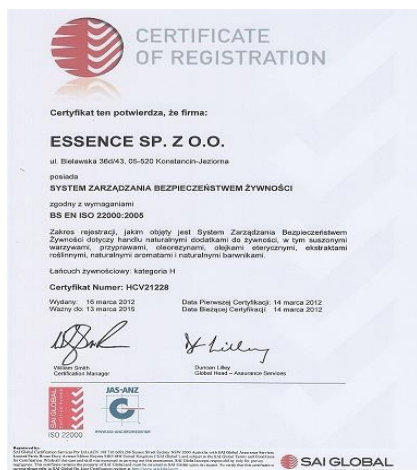 CERTIFICATE
OF REGISTRATION
Certyfikat ten potwierdza, że firma:
ESSENCE SP. Z O.O.
ul. Bielawska 36d/43, 05-520 Konstancin-Jeziorna
posiada
SYSTEM ZARZĄDZANIA BEZPIECZEŃSTWEM ŻYWNOŚCI
zgodny z wymaganiami
BS EN ISO 22000:2005
Zakres rejestracji, jakim objęty jest System Zarządzania Bezpieczeństwem
Żywności dotyczy handlu naturalnymi dodatkami do żywności, w tym suszonymi
warzywami, przyprawami, oleorezynami, olejkami eterycznymi, ekstraktami
roślinnymi, naturalnymi aromatami i naturalnymi barwnikami.
Łańcuch żywnościowy: kategoria H
Certyfikat Numer: HCV21228
Wydany: 16 marca 2012 Data Pierwszej Certyfikacji: 14 marca 2012
Ważny do: 13 marca 2015 Data Bieżącej Certyfikacji: 14 marca 2012
William Smith
Certification Manager
Duncan Lilley
Global Head – Assurance Services
SAI GLOBAL
ISO 22000
JAS-ANZ
SAI GLOBAL